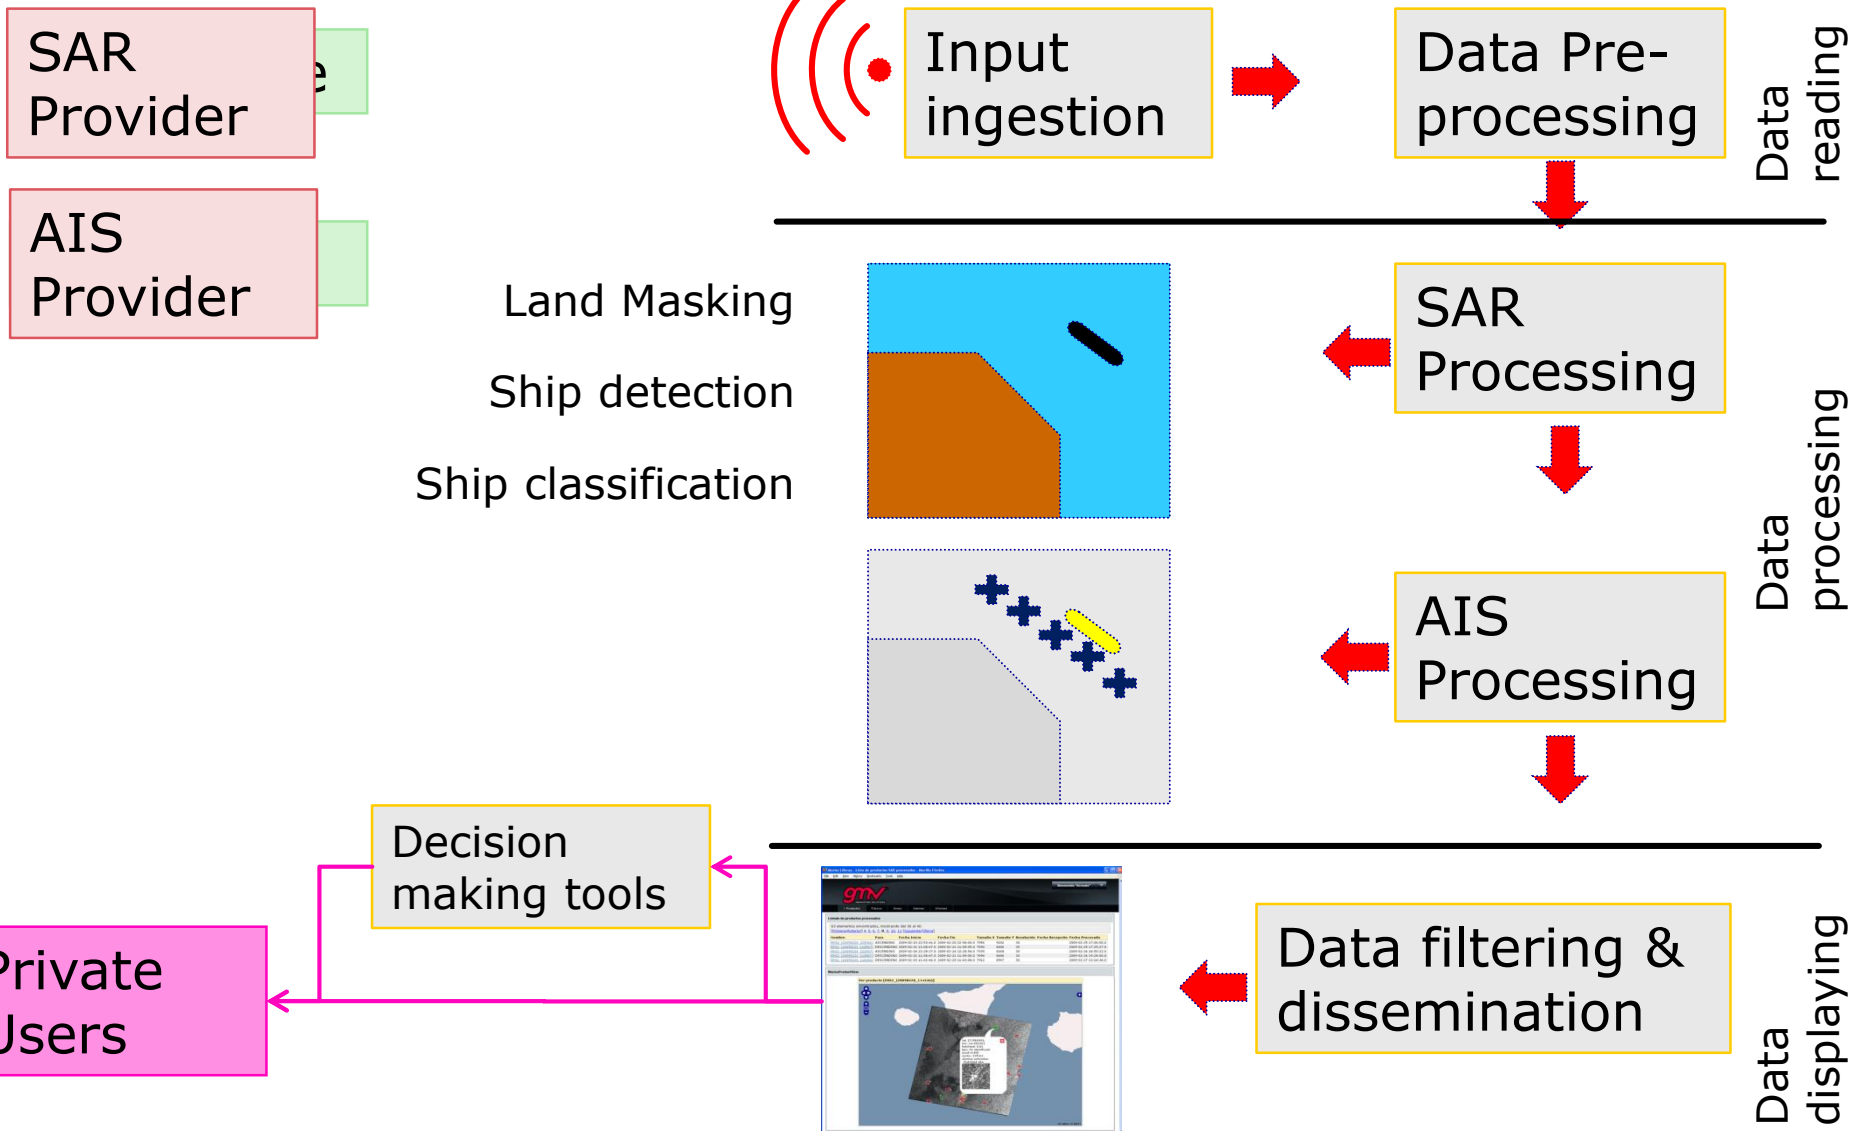 SAR
Provider
e
Input
ingestion
Data Pre-
processing
Data
reading
AIS
Provider
Land Masking
Ship detection
Ship classification
SAR
Processing
Data
processing
AIS
Processing
Decision
making tools
gmv
Private
Users
Data filtering &
dissemination
Data
displaying